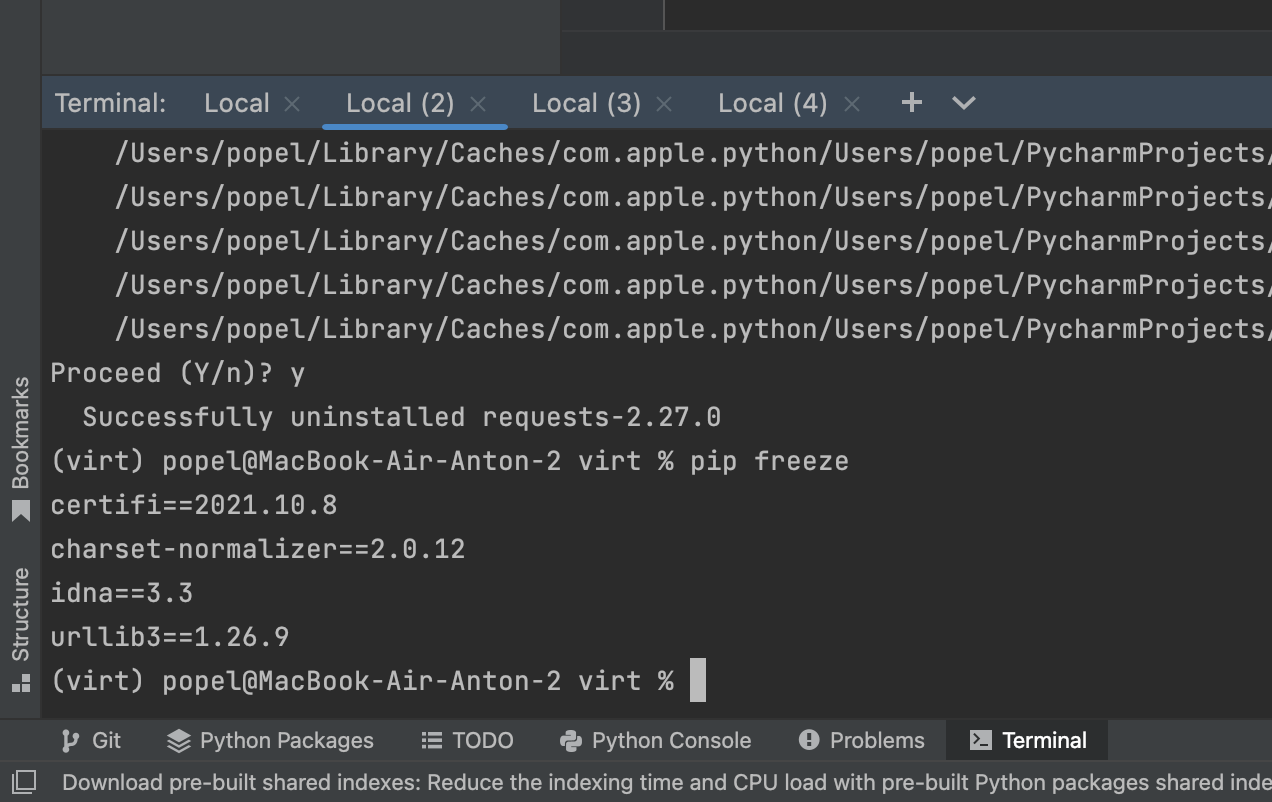 Terminal: Local × Local (2) × Local (3) × Local (4) × +
/Users/popel/Library/Caches/com.apple.python/Users/popel/PycharmProjects/
/Users/popel/Library/Caches/com.apple.python/Users/popel/PycharmProjects/
/Users/popel/Library/Caches/com.apple.python/Users/popel/PycharmProjects/
/Users/popel/Library/Caches/com.apple.python/Users/popel/PycharmProjects/
/Users/popel/Library/Caches/com.apple.python/Users/popel/PycharmProjects/
Proceed (Y/n)? y
Successfully uninstalled requests-2.27.0
(virt) popel@MacBook-Air-Anton-2 virt % pip freeze
certifi==2021.10.8
charset-normalizer==2.0.12
idna==3.3
urllib3==1.26.9
(virt) popel@MacBook-Air-Anton-2 virt %
Bookmarks
Structure
Git Python Packages TODO Python Console Problems Terminal
Download pre-built shared indexes: Reduce the indexing time and CPU load with pre-built Python packages shared inde